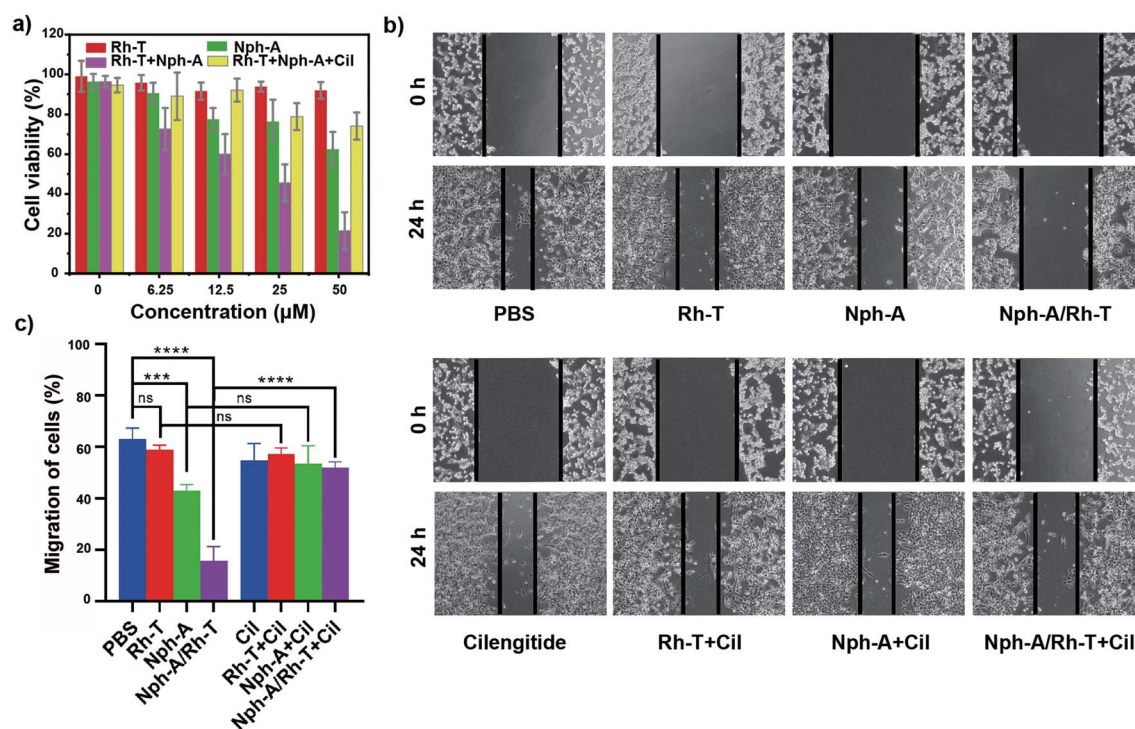 a)
Rh-T
Nph-A
Rh-T+Nph-A
Rh-T+Nph-A+Cil
Cell viability (%)
120
100
80
60
40
20
0
0 6.25 12.5 25 50
Concentration (µM)
b)
0 h
24 h
PBS Rh-T Nph-A Nph-A/Rh-T
0 h
24 h
Cilengitide Rh-T+Cil Nph-A+Cil Nph-A/Rh-T+Cil
c)
Migration of cells (%)
100
80
60
40
20
0
****
***
****
ns
ns
ns
PBS
Rh-T
Nph-A
Nph-A/Rh-T
Cil
Rh-T+Cil
Nph-A+Cil
Nph-A/Rh-T+Cil